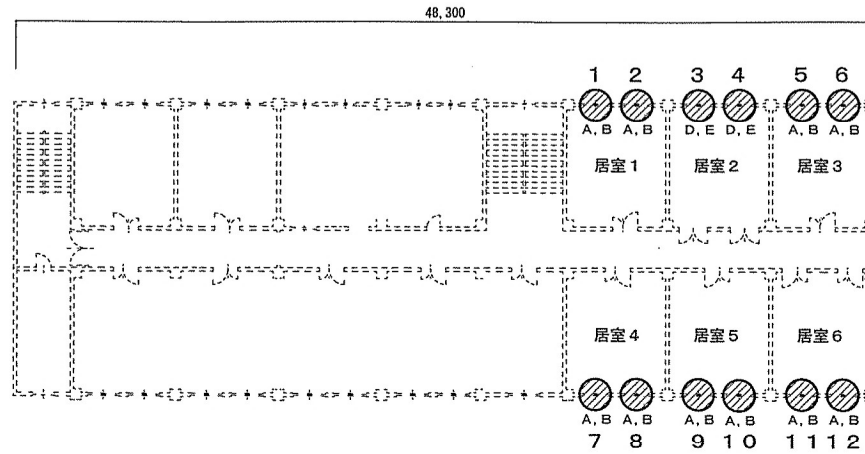 48,300
1 2 3 4 5 6
A, B A, B D, E D, E A, B A, B
居室1 居室2 居室3
居室4 居室5 居室6
A, B A, B A, B A, B A, B A, B
7 8 9 10 11 12